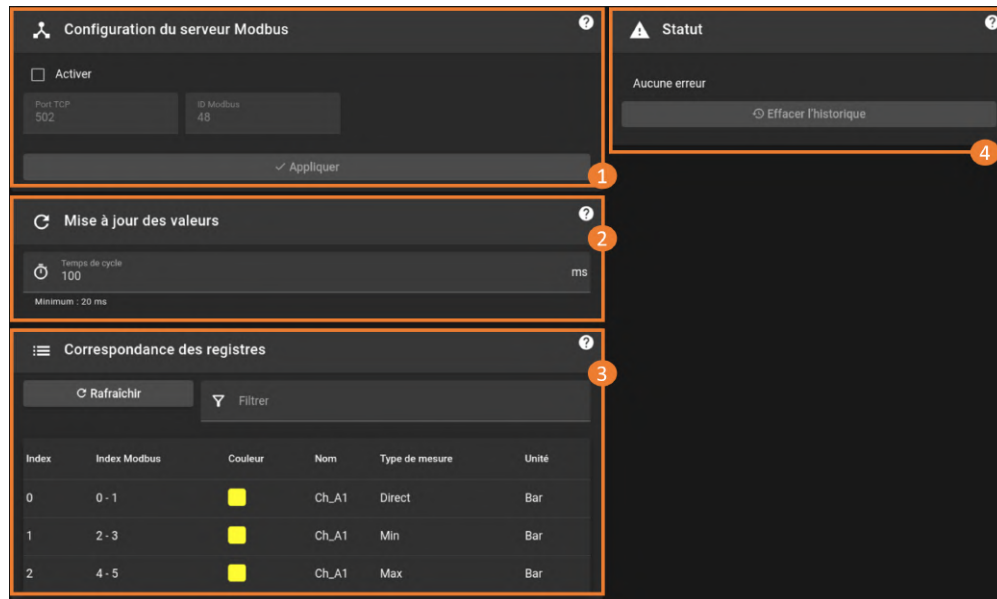 Configuration du serveur Modbus
?
Activer
Port TCP
502
ID Modbus
48
Appliquer
1
Mise à jour des valeurs
?
2
Temps de cycle
100
ms
Minimum : 20 ms
Correspondance des registres
?
3
Rafraîchir
Filtrer
Index Index Modbus Couleur Nom Type de mesure Unité
0 0 - 1 Ch_A1 Direct Bar
1 2 - 3 Ch_A1 Min Bar
2 4 - 5 Ch_A1 Max Bar
Statut
?
Aucune erreur
Effacer l'historique
4